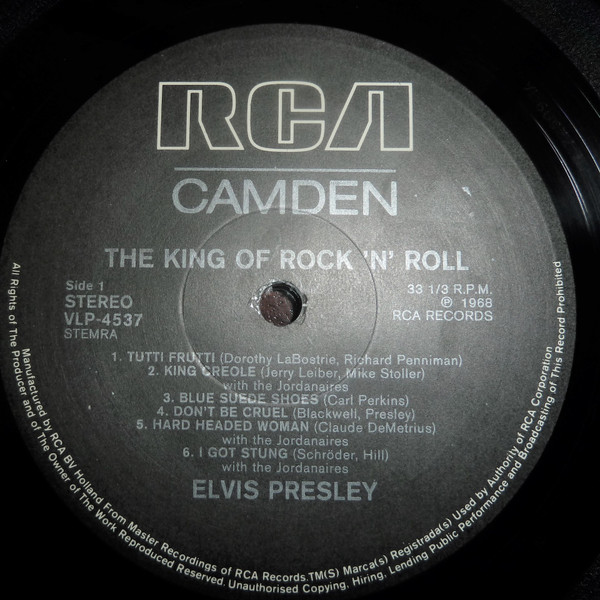 RCA
CAMDEN
THE KING OF ROCK 'N' ROLL
Side 1
STEREO
VLP-4537
STEMRA
33 1/3 R.P.M.
℗ 1968
RCA RECORDS
1. TUTTI FRUTTI (Dorothy LaBostrie, Richard Penniman)
2. KING CREOLE (Jerry Leiber, Mike Stoller)
with the Jordanaires
3. BLUE SUEDE SHOES (Carl Perkins)
4. DON'T BE CRUEL (Blackwell, Presley)
5. HARD HEADED WOMAN (Claude DeMetrius)
with the Jordanaires
6. I GOT STUNG (Schröder, Hill)
with the Jordanaires
ELVIS PRESLEY
Manufactured by RCA BV Holland From Master Recordings of RCA Records.TM(S) Marca(s) Registrada(s) Used by Authority of RCA Corporation
All Rights of The Producer and of The Owner of The Work Reproduced Reserved. Unauthorised Copying, Hiring, Lending Public Performance and Broadcasting of This Record Prohibited